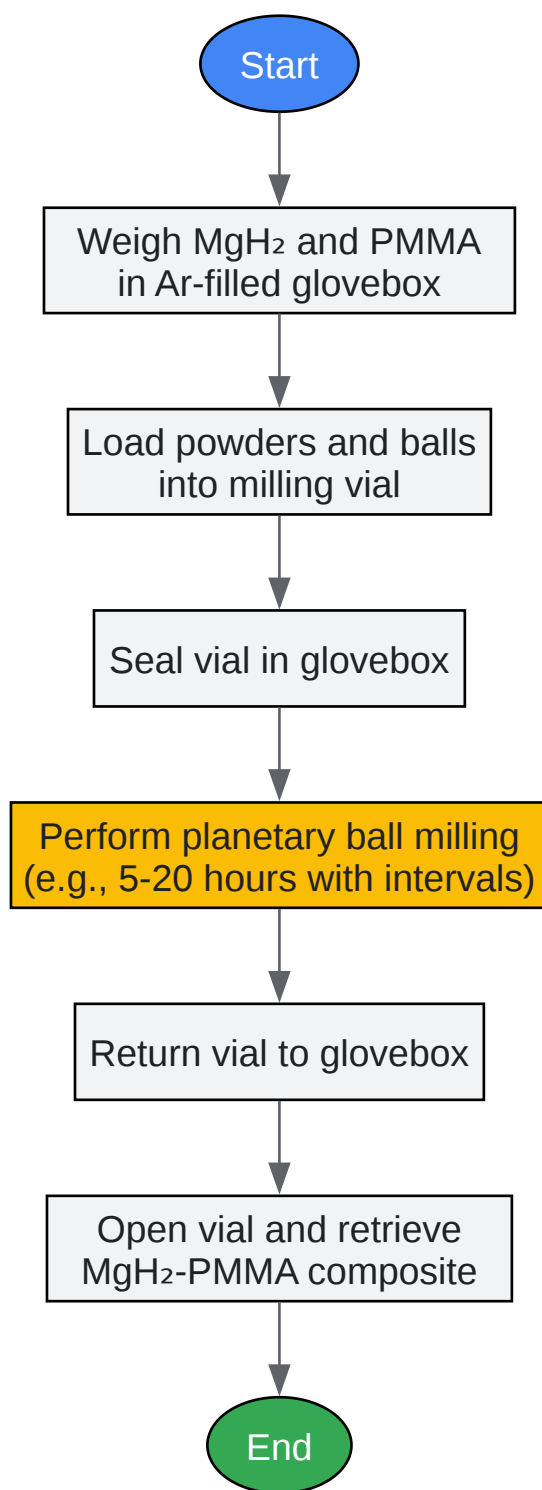 Start
Weigh MgH₂ and PMMA
in Ar-filled glovebox
Load powders and balls
into milling vial
Seal vial in glovebox
Perform planetary ball milling
(e.g., 5-20 hours with intervals)
Return vial to glovebox
Open vial and retrieve
MgH₂-PMMA composite
End